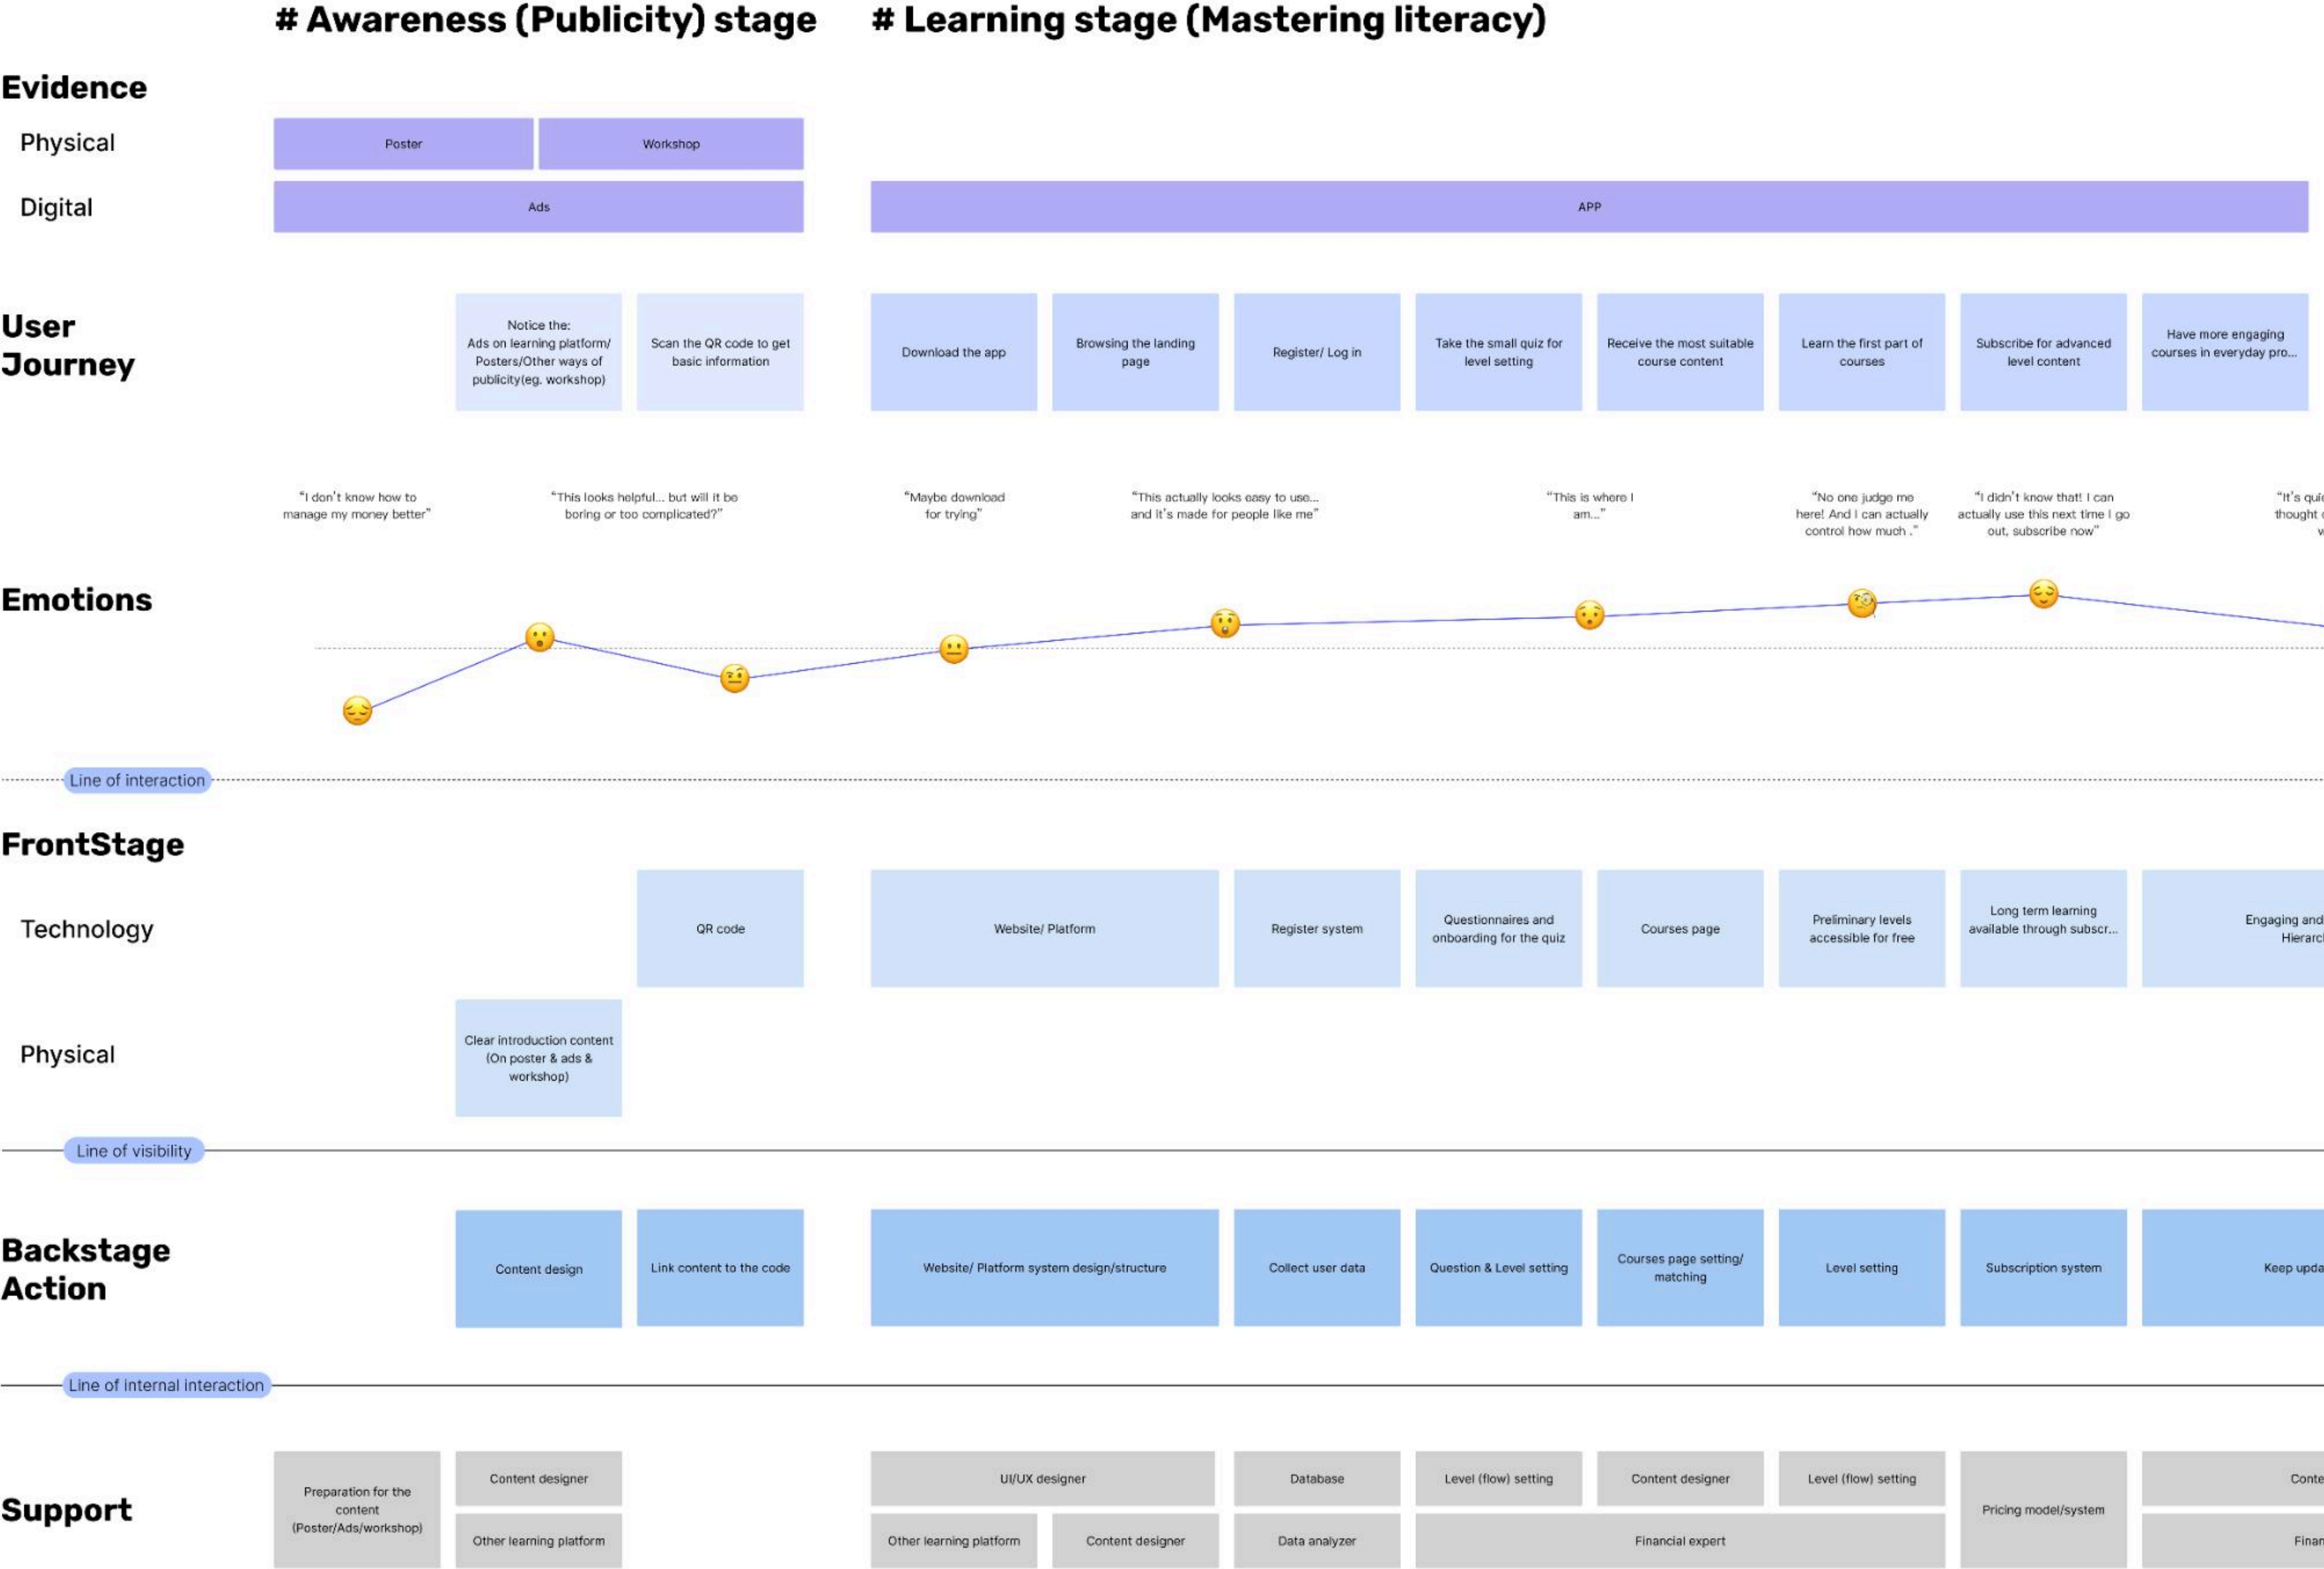 # Awareness (Publicity) stage
# Learning stage (Mastering literacy)
Evidence
Physical
Poster
Workshop
Digital
Ads
APP
User
Journey
Notice the:
Ads on learning platform/
Posters/Other ways of
publicity(eg. workshop)
Scan the QR code to get
basic information
Download the app
Browsing the landing
page
Register/ Log in
Take the small quiz for
level setting
Receive the most suitable
course content
Learn the first part of
courses
Subscribe for advanced
level content
Have more engaging
courses in everyday pro...
“I don’t know how to
manage my money better”
“This looks helpful... but will it be
boring or too complicated?”
“Maybe download
for trying”
“This actually looks easy to use...
and it’s made for people like me”
“This is where I
am...”
“No one judge me
here! And I can actually
control how much .”
“I didn’t know that! I can
actually use this next time I go
out, subscribe now”
“It’s
thought
Emotions
Line of interaction
FrontStage
Technology
QR code
Website/ Platform
Register system
Questionnaires and
onboarding for the quiz
Courses page
Preliminary levels
accessible for free
Long term learning
available through subscr...
Engaging and
Physical
Clear introduction content
(On poster & ads &
workshop)
Line of visibility
Backstage
Action
Content design
Link content to the code
Website/ Platform system design/structure
Collect user data
Question & Level setting
Courses page setting/
matching
Level setting
Subscription system
Keep
Line of internal interaction
Support
Preparation for the
content
(Poster/Ads/workshop)
Content designer
Other learning platform
UI/UX designer
Other learning platform
Content designer
Database
Data analyzer
Level (flow) setting
Content designer
Level (flow) setting
Financial expert
Pricing model/system